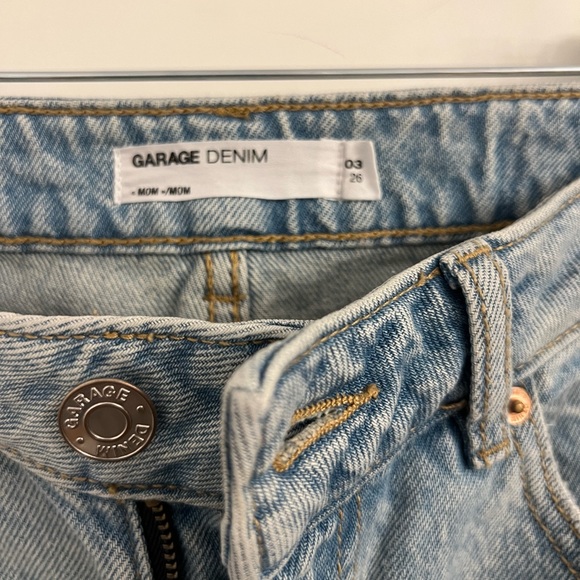 GARAGE DENIM
03
26
« MOM »/MOM
GARAGE
DENIM